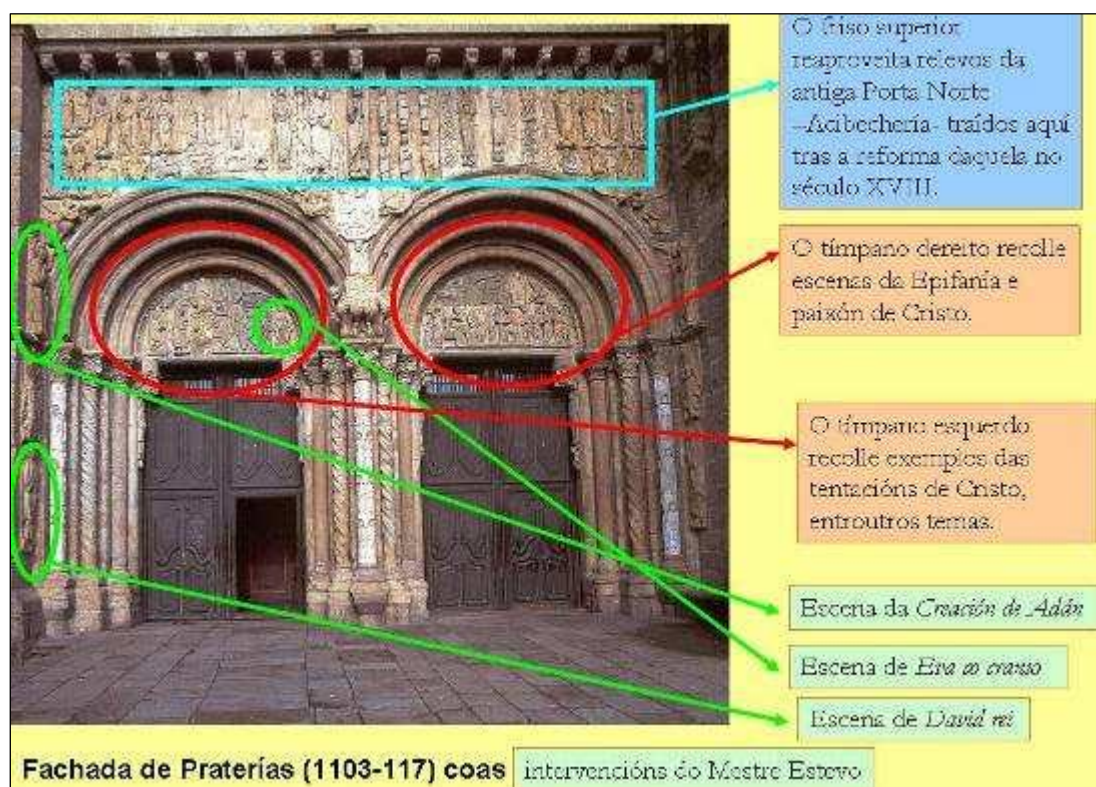 O friso superior
reaproveita relevos da
antiga Porta Norte
–Acibechería- traídos aquí
tras a reforma daquela no
século XVIII.
O tímpano dereito recolle
escenas da Epifanía e
paixón de Cristo.
O tímpano esquerdo
recolle exemplos das
tentacións de Cristo,
entroutros temas.
Escena da Creación de Adán
Escena de Eva co cranio
Escena de David rei
Fachada de Praterías (1103-117) coas intervencións do Mestre Estevo